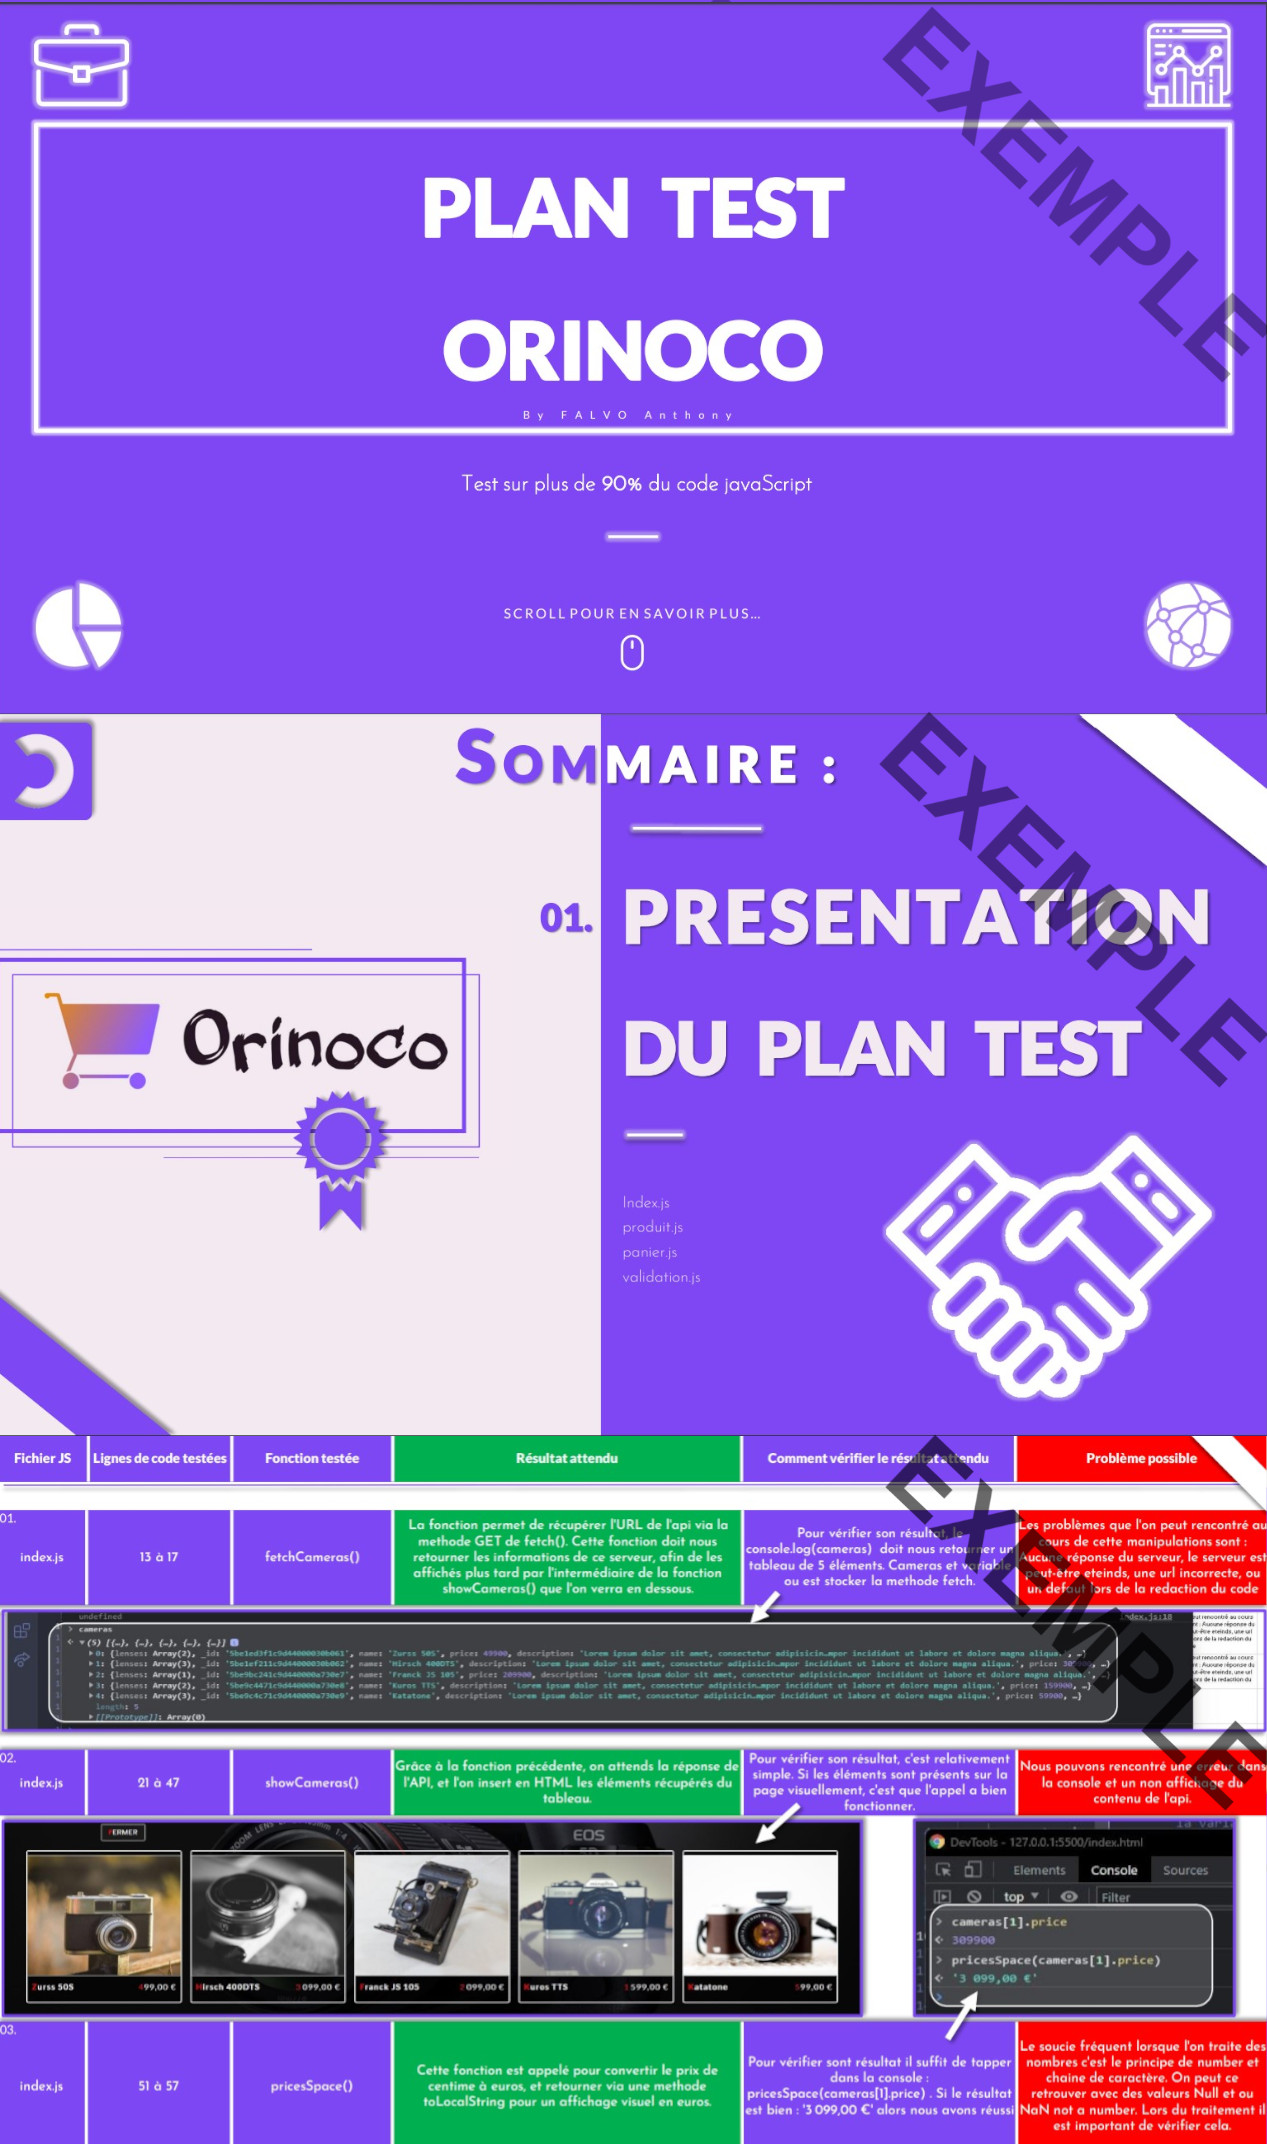 EXEMPLE
PLAN TEST
ORINOCO
By FALVO Anthony
Test sur plus de 90% du code javaScript
SCROLL POUR EN SAVOIR PLUS...
SOMMAIRE :
EXEMPLE
01.
PRESENTATION
DU PLAN TEST
Orinoco
Index.js
produit.js
panier.js
validation.js
Fichier JS
Lignes de code testées
Fonction testée
Résultat attendu
Comment vérifier le résultat attendu
Problème possible
EXEMPLE
01.
index.js
13 à 17
fetchCameras()
La fonction permet de récupérer l'URL de l'api via la
methode GET de fetch(). Cette fonction doit nous
retourner les informations de ce serveur, afin de les
affichés plus tard par l'intermédiaire de la fonction
showCameras() que l'on verra en dessous.
Pour vérifier son résultat, le
console.log(cameras) doit nous retourner un
tableau de 5 éléments. Cameras et variable
ou est stocker la methode fetch.
Les problèmes que l'on peut rencontré au
cours de cette manipulations sont :
Aucune réponse du serveur, le serveur est
peut-être eteinds, une url incorrecte, ou
un defaut lors de la redaction du code
undefined
index.js:18
> cameras
(5) [{…}, {…}, {…}, {…}, {…}]
0: {lenses: Array(2), _id: '5be1ed3f1c9d44000030b061', name: 'Zurss 50S', price: 49900, description: 'Lorem ipsum dolor sit amet, consectetur adipisicin…mpor incididunt ut labore et dolore magna aliqua.', …}
1: {lenses: Array(3), _id: '5be1ef211c9d44000030b062', name: 'Hirsch 400DTS', description: 'Lorem ipsum dolor sit amet, consectetur adipisicin…mpor incididunt ut labore et dolore magna aliqua.', price: 309900, …}
2: {lenses: Array(1), _id: '5be9bc241c9d440000a730e7', name: 'Franck JS 105', price: 209900, description: 'Lorem ipsum dolor sit amet, consectetur adipisicin…mpor incididunt ut labore et dolore magna aliqua.', …}
3: {lenses: Array(2), _id: '5be9c4471c9d440000a730e8', name: 'Kuros TTS', description: 'Lorem ipsum dolor sit amet, consectetur adipisicin…mpor incididunt ut labore et dolore magna aliqua.', price: 159900, …}
4: {lenses: Array(3), _id: '5be9c4c71c9d440000a730e9', name: 'Katatone', description: 'Lorem ipsum dolor sit amet, consectetur adipisicin…mpor incididunt ut labore et dolore magna aliqua.', price: 59900, …}
length: 5
[[Prototype]]: Array(0)
02.
index.js
21 à 47
showCameras()
Grâce à la fonction précédente, on attends la réponse de
l'API, et l'on insert en HTML les éléments récupérés du
tableau.
Pour vérifier son résultat, c'est relativement
simple. Si les éléments sont présents sur la
page visuellement, c'est que l'appel a bien
fonctionner.
Nous pouvons rencontré une erreur dans
la console et un non affichage du
contenu de l'api.
FERMER
EOS
Zurss 50S 499,00 €
Hirsch 400DTS 3 099,00 €
Franck JS 105 2 099,00 €
Kuros TTS 1 599,00 €
Katatone 599,00 €
DevTools - 127.0.0.1:5500/index.html
Elements Console Sources
top Filter
> cameras[1].price
309900
> pricesSpace(cameras[1].price)
'3 099,00 €'
03.
index.js
51 à 57
pricesSpace()
Cette fonction est appelé pour convertir le prix de
centime à euros, et retourner via une methode
toLocalString pour un affichage visuel en euros.
Pour vérifier sont résultat il suffit de tapper
dans la console :
pricesSpace(cameras[1].price) . Si le résultat
est bien : '3 099,00 €' alors nous avons réussi
Le soucie fréquent lorsque l'on traite des
nombres c'est le principe de number et
chaine de caractère. On peut ce
retrouver avec des valeurs Null et ou
NaN not a number. Lors du traitement il
est important de vérifier cela.